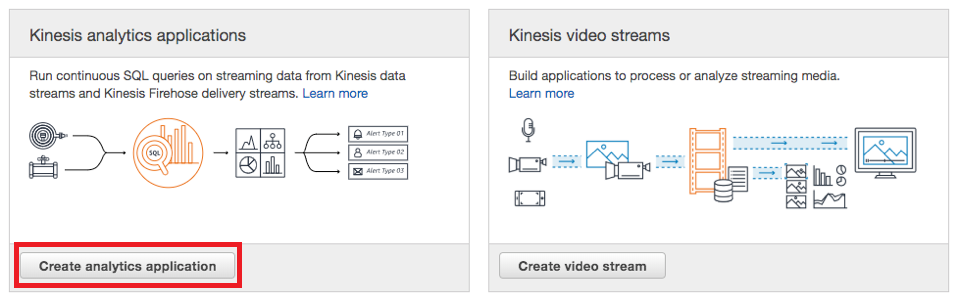 Kinesis analytics applications
Run continuous SQL queries on streaming data from Kinesis data
streams and Kinesis Firehose delivery streams. Learn more
SQL
Alert Type 01
Alert Type 02
Alert Type 03
Create analytics application
Kinesis video streams
Build applications to process or analyze streaming media.
Learn more
Create video stream